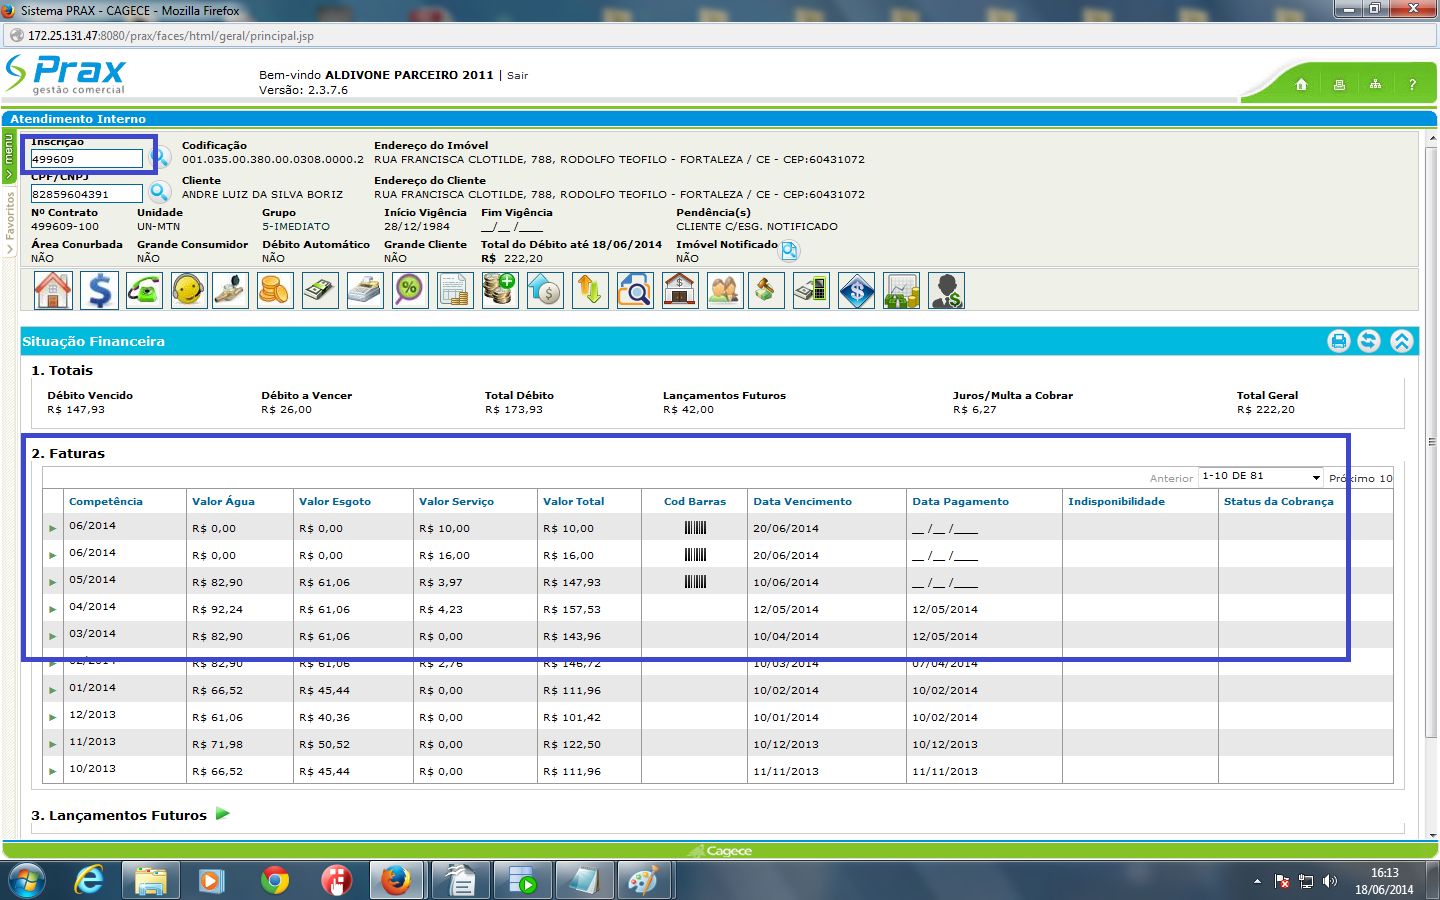 Sistema PRAX - CAGECE - Mozilla Firefox
172.25.131.47:8080/prax/faces/html/geral/principal.jsp
Prax
gestão comercial
Bem-vindo ALDIVONE PARCEIRO 2011 | Sair
Versão: 2.3.7.6
?
Atendimento Interno
menu
Favoritos
Inscrição
499609
Codificação
001.035.00.380.00.0308.0000.2
Endereço do Imóvel
RUA FRANCISCA CLOTILDE, 788, RODOLFO TEOFILO - FORTALEZA / CE - CEP:60431072
CPF/CNPJ
82859604391
Cliente
ANDRE LUIZ DA SILVA BORIZ
Endereço do Cliente
RUA FRANCISCA CLOTILDE, 788, RODOLFO TEOFILO - FORTALEZA / CE - CEP:60431072
Nº Contrato Unidade Grupo Início Vigência Fim Vigência Pendência(s)
499609-100 UN-MTN 5-IMEDIATO 28/12/1984 __/__ /____ CLIENTE C/ESG. NOTIFICADO
Área Conurbada Grande Consumidor Débito Automático Grande Cliente Total do Débito até 18/06/2014 Imóvel Notificado
NÃO NÃO NÃO NÃO R$ 222,20 NÃO
Situação Financeira
1. Totais
Débito Vencido Débito a Vencer Total Débito Lançamentos Futuros Juros/Multa a Cobrar Total Geral
R$ 147,93 R$ 26,00 R$ 173,93 R$ 42,00 R$ 6,27 R$ 222,20
2. Faturas
Anterior 1-10 DE 81 Próximo 10
Competência Valor Água Valor Esgoto Valor Serviço Valor Total Cod Barras Data Vencimento Data Pagamento Indisponibilidade Status da Cobrança
06/2014 R$ 0,00 R$ 0,00 R$ 10,00 R$ 10,00 20/06/2014 __ /__ /____
06/2014 R$ 0,00 R$ 0,00 R$ 16,00 R$ 16,00 20/06/2014 __ /__ /____
05/2014 R$ 82,90 R$ 61,06 R$ 3,97 R$ 147,93 10/06/2014 __ /__ /____
04/2014 R$ 92,24 R$ 61,06 R$ 4,23 R$ 157,53 12/05/2014 12/05/2014
03/2014 R$ 82,90 R$ 61,06 R$ 0,00 R$ 143,96 10/04/2014 12/05/2014
02/2014 R$ 82,90 R$ 61,06 R$ 2,76 R$ 146,72 10/03/2014 07/04/2014
01/2014 R$ 66,52 R$ 45,44 R$ 0,00 R$ 111,96 10/02/2014 10/02/2014
12/2013 R$ 61,06 R$ 40,36 R$ 0,00 R$ 101,42 10/01/2014 10/02/2014
11/2013 R$ 71,98 R$ 50,52 R$ 0,00 R$ 122,50 10/12/2013 10/12/2013
10/2013 R$ 66,52 R$ 45,44 R$ 0,00 R$ 111,96 11/11/2013 11/11/2013
3. Lançamentos Futuros
Cagece
16:13
18/06/2014